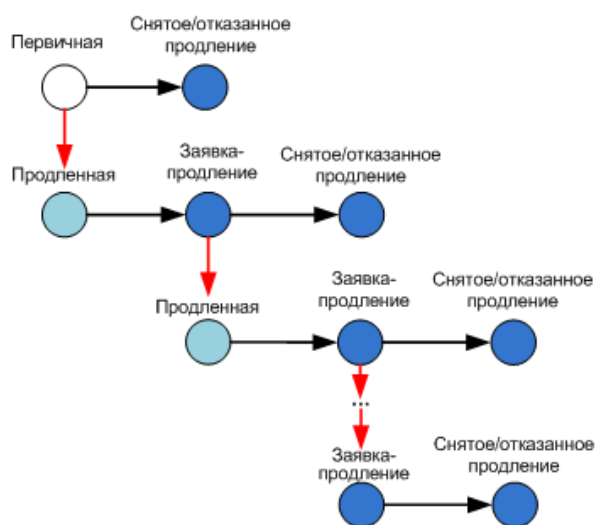 Первичная
Снятое/отказанное
продление
Продленная
Заявка-
продление
Снятое/отказанное
продление
Продленная
Заявка-
продление
Снятое/отказанное
продление
...
Заявка-
продление
Снятое/отказанное
продление